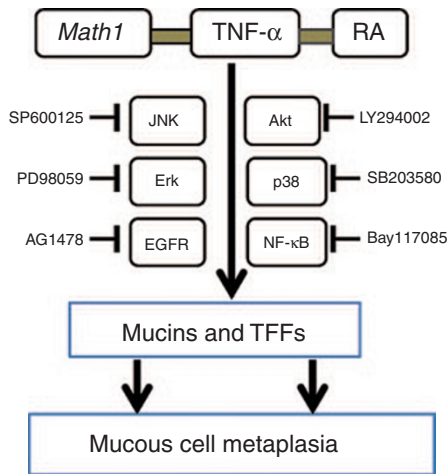 Math1 TNF-α RA
SP600125 JNK Akt LY294002
PD98059 Erk p38 SB203580
AG1478 EGFR NF-κB Bay117085
Mucins and TFFs
Mucous cell metaplasia